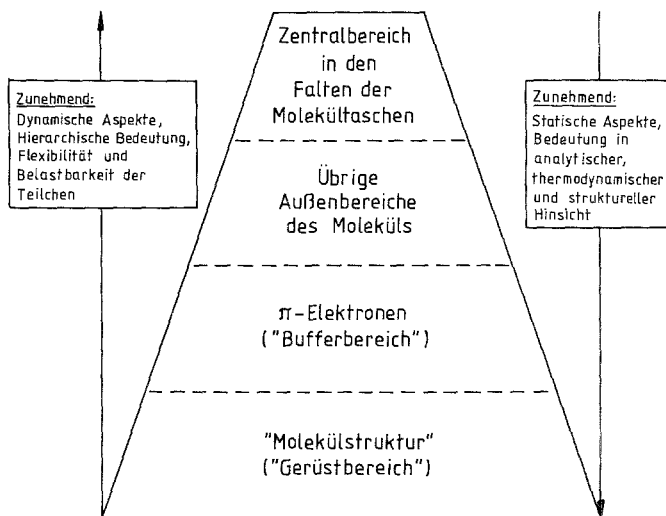 Zentralbereich
in den
Falten der
Molekültaschen
Zunehmend:
Dynamische Aspekte,
Hierarchische Bedeutung,
Flexibilität und
Belastbarkeit der
Teilchen
Zunehmend:
Statische Aspekte,
Bedeutung in
analytischer,
thermodynamischer
und struktureller
Hinsicht
Übrige
Außenbereiche
des Moleküls
π-Elektronen
("Bufferbereich")
"Molekülstruktur"
("Gerüstbereich")